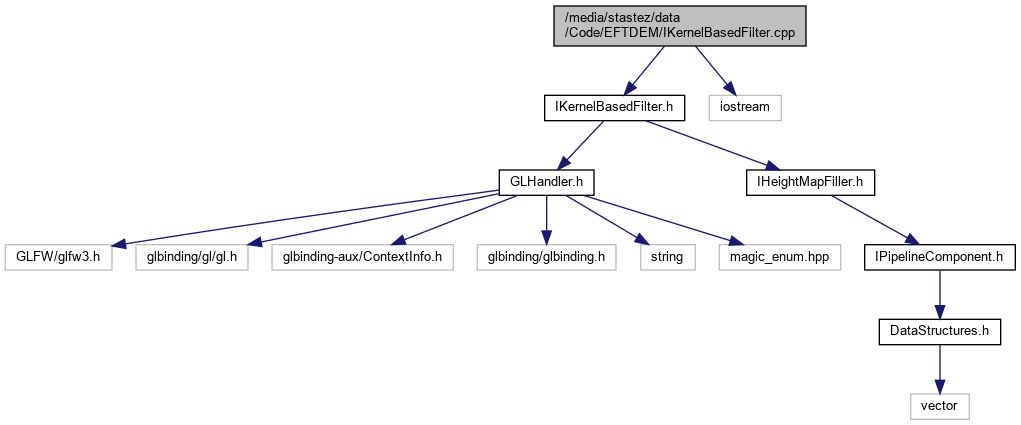 /media/stastez/data
/Code/EFTDEM/IKernelBasedFilter.cpp
IKernelBasedFilter.h
iostream
GLHandler.h
IHeightMapFiller.h
GLFW/glfw3.h
glbinding/gl/gl.h
glbinding-aux/ContextInfo.h
glbinding/glbinding.h
string
magic_enum.hpp
IPipelineComponent.h
DataStructures.h
vector